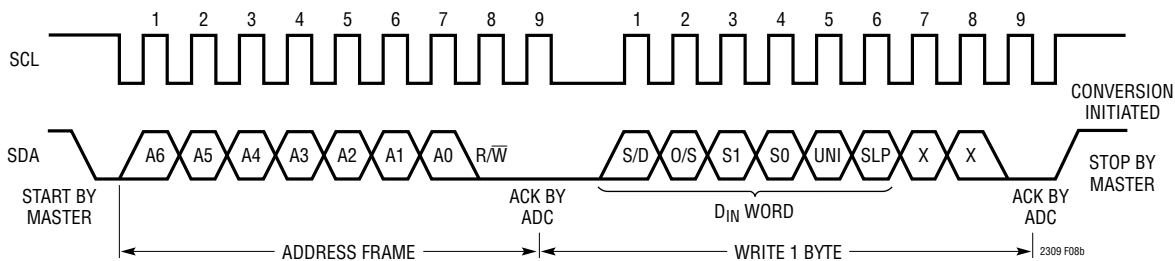 1 2 3 4 5 6 7 8 9 1 2 3 4 5 6 7 8 9
SCL
CONVERSION
INITIATED
SDA
A6 A5 A4 A3 A2 A1 A0 R/W̅ S/D O/S S1 S0 UNI SLP X X
START BY
MASTER
ACK BY
ADC
DIN WORD
ACK BY
ADC
STOP BY
MASTER
ADDRESS FRAME
WRITE 1 BYTE
2309 F08b